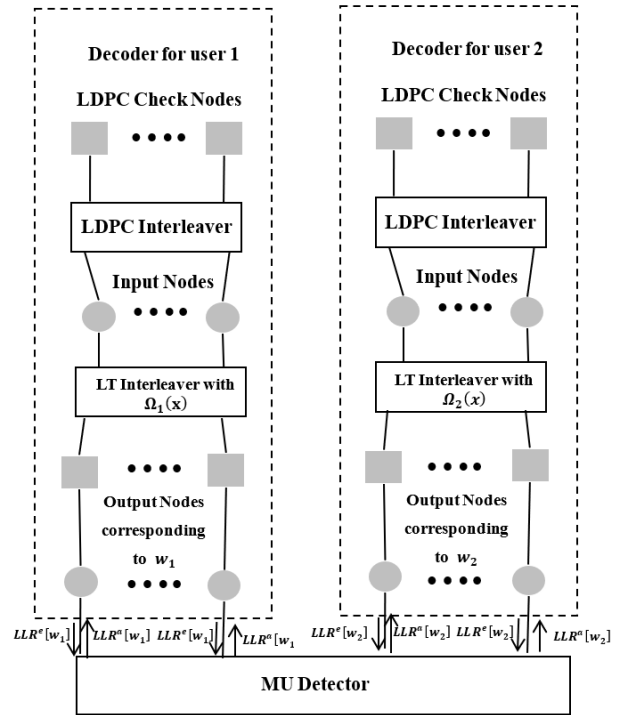 Decoder for user 1
LDPC Check Nodes
LDPC Interleaver
Input Nodes
LT Interleaver with
Ω₁(x)
Output Nodes
corresponding
to w₁
LLRᵉ[w₁] LLRᵃ[w₁] LLRᵉ[w₁] LLRᵃ[w₁
Decoder for user 2
LDPC Check Nodes
LDPC Interleaver
Input Nodes
LT Interleaver with
Ω₂(x)
Output Nodes
corresponding
to w₂
LLRᵉ[w₂] LLRᵃ[w₂] LLRᵉ[w₂] LLRᵃ[w₂]
MU Detector